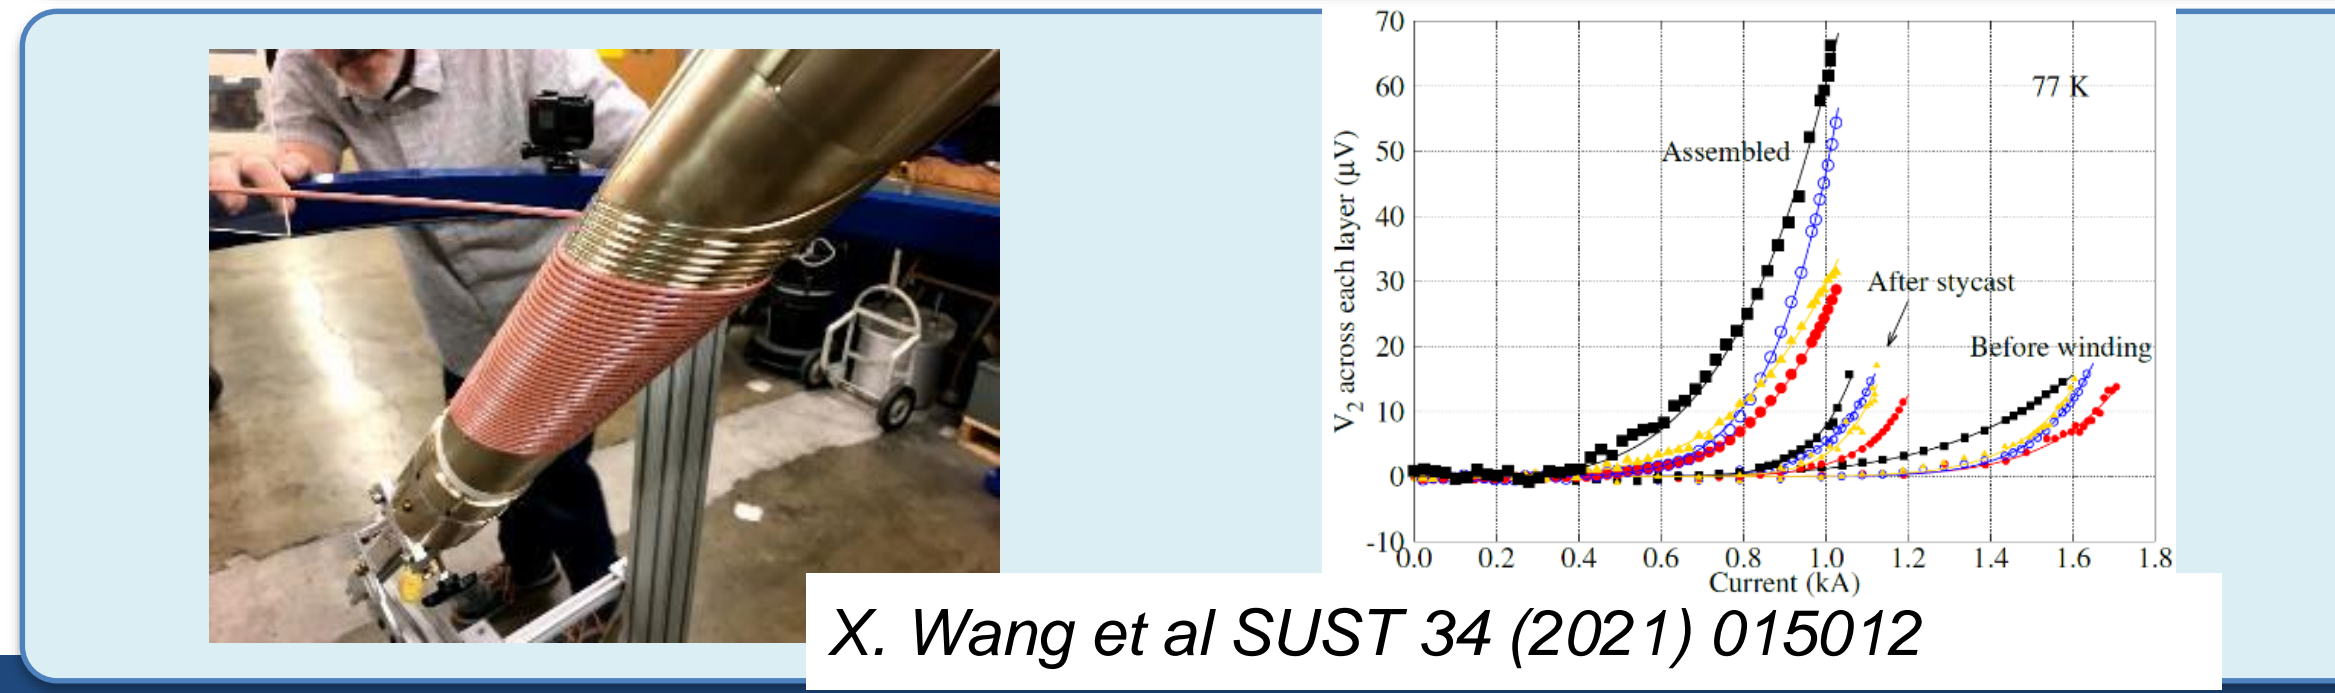 70
60
50
40
30
20
10
0
-10
V2 across each layer (µV)
77 K
Assembled
After stycast
Before winding
0.0 0.2 0.4 0.6 0.8 1.0 1.2 1.4 1.6 1.8
Current (kA)
X. Wang et al SUST 34 (2021) 015012